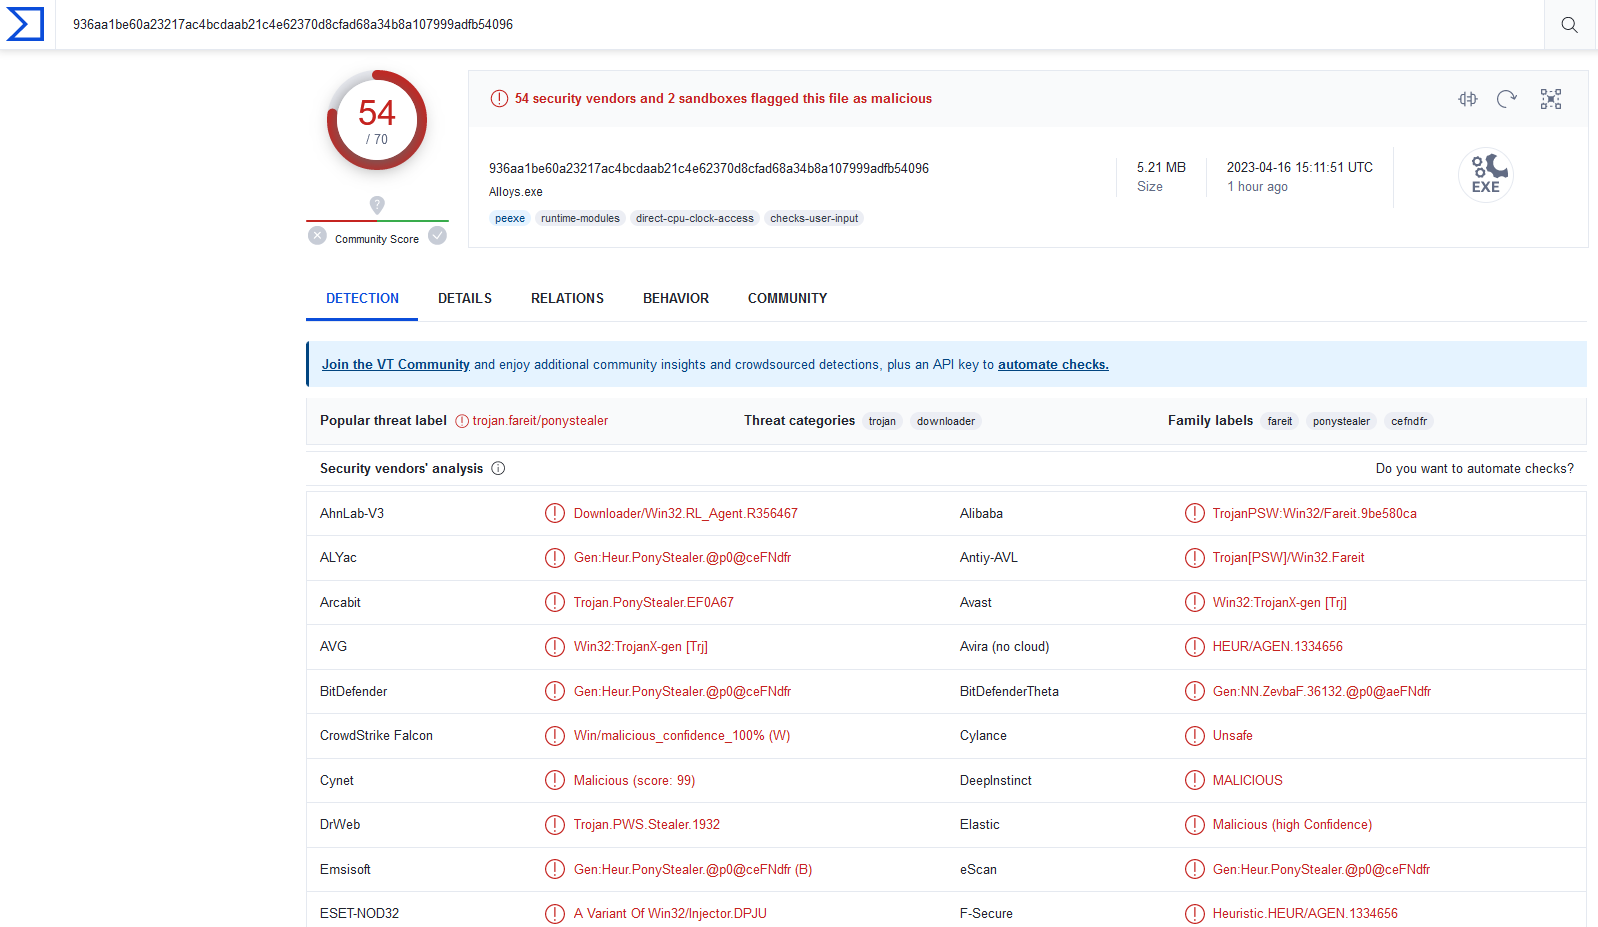 936aa1be60a23217ac4bcdaab21c4e62370d8cfad68a34b8a107999adfb54096
54
/ 70
Community Score
54 security vendors and 2 sandboxes flagged this file as malicious
936aa1be60a23217ac4bcdaab21c4e62370d8cfad68a34b8a107999adfb54096
Alloys.exe
peexe runtime-modules direct-cpu-clock-access checks-user-input
5.21 MB
Size
2023-04-16 15:11:51 UTC
1 hour ago
EXE
DETECTION DETAILS RELATIONS BEHAVIOR COMMUNITY
Join the VT Community and enjoy additional community insights and crowdsourced detections, plus an API key to automate checks.
Popular threat label trojan.fareit/ponystealer Threat categories trojan downloader Family labels fareit ponystealer cefndfr
Security vendors' analysis Do you want to automate checks?
AhnLab-V3 Downloader/Win32.RL_Agent.R356467 Alibaba TrojanPSW:Win32/Fareit.9be580ca
ALYac Gen:Heur.PonyStealer.@p0@ceFNdfr Antiy-AVL Trojan[PSW]/Win32.Fareit
Arcabit Trojan.PonyStealer.EF0A67 Avast Win32:TrojanX-gen [Trj]
AVG Win32:TrojanX-gen [Trj] Avira (no cloud) HEUR/AGEN.1334656
BitDefender Gen:Heur.PonyStealer.@p0@ceFNdfr BitDefenderTheta Gen:NN.ZevbaF.36132.@p0@aeFNdfr
CrowdStrike Falcon Win/malicious_confidence_100% (W) Cylance Unsafe
Cynet Malicious (score: 99) DeepInstinct MALICIOUS
DrWeb Trojan.PWS.Stealer.1932 Elastic Malicious (high Confidence)
Emsisoft Gen:Heur.PonyStealer.@p0@ceFNdfr (B) eScan Gen:Heur.PonyStealer.@p0@ceFNdfr
ESET-NOD32 A Variant Of Win32/Injector.DPJU F-Secure Heuristic.HEUR/AGEN.1334656